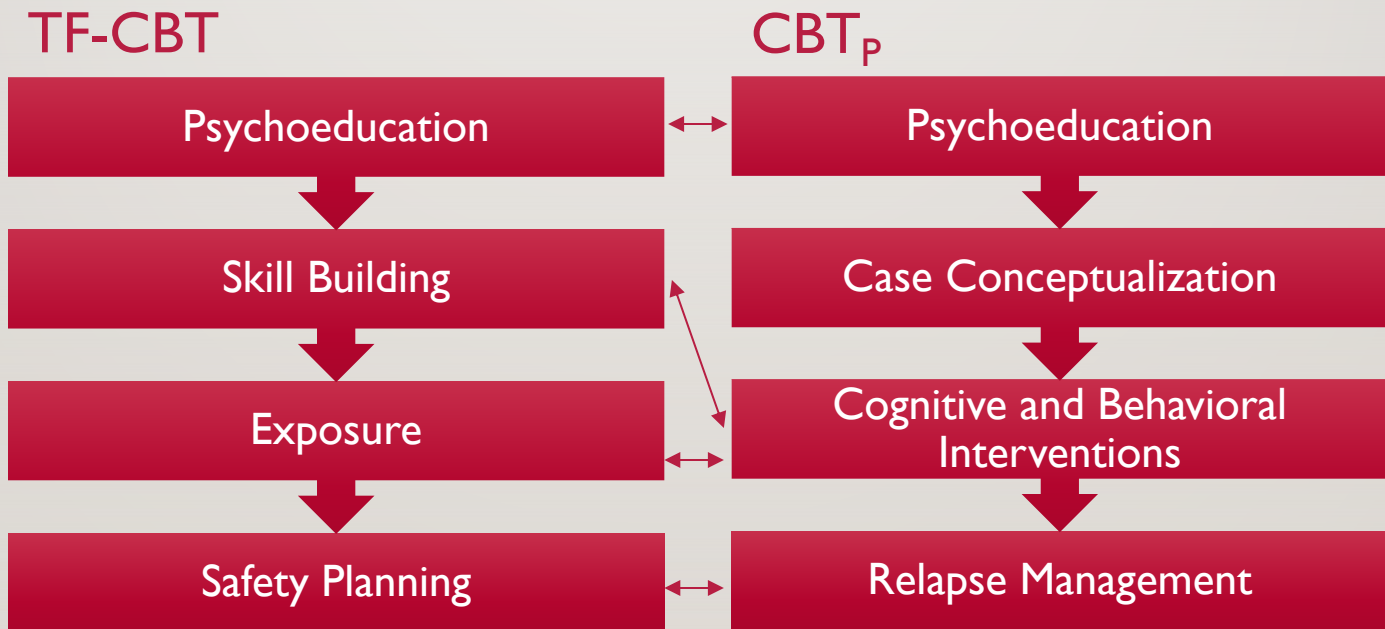 TF-CBT
Psychoeducation
Skill Building
Exposure
Safety Planning
CBTP
Psychoeducation
Case Conceptualization
Cognitive and Behavioral
Interventions
Relapse Management